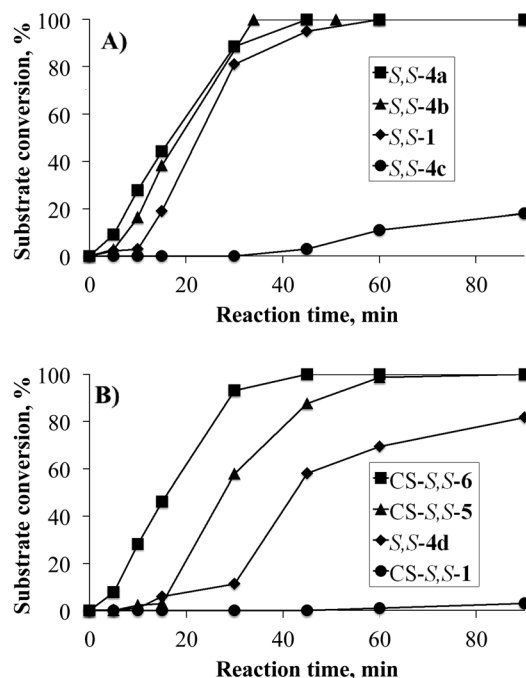 A)
100
80
60
40
20
0
Substrate conversion, %
S,S-4a
S,S-4b
S,S-1
S,S-4c
0 20 40 60 80
Reaction time, min
B)
100
80
60
40
20
0
Substrate conversion, %
CS-S,S-6
CS-S,S-5
S,S-4d
CS-S,S-1
0 20 40 60 80
Reaction time, min